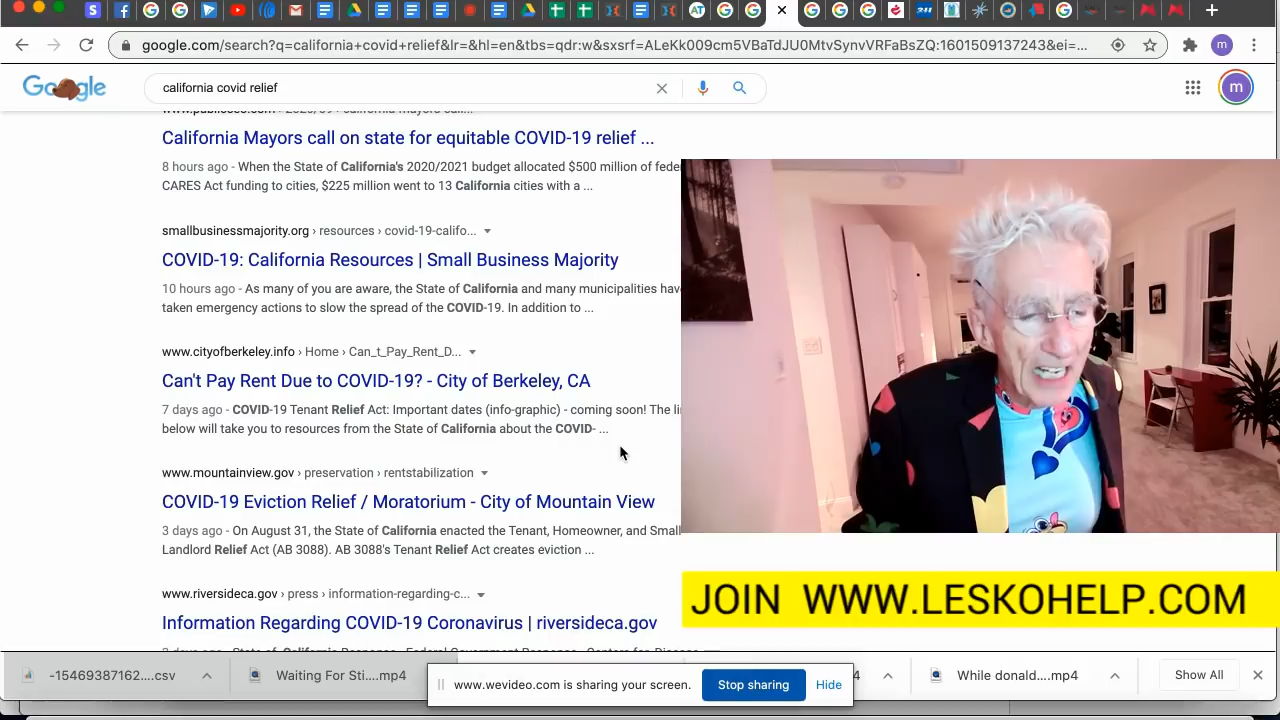 google.com/search?q=california+covid+relief&lr=&hl=en&tbs=qdr:w&sxsrf=ALeKk009cm5VBaTdJU0MtvSynvVRFaBsZQ:1601509137243&ei=...
m
Google
california covid relief
m
California Mayors call on state for equitable COVID-19 relief ...
8 hours ago - When the State of California's 2020/2021 budget allocated $500 million of
CARES Act funding to cities, $225 million went to 13 California cities with a ...
smallbusinessmajority.org › resources › covid-19-califo...
COVID-19: California Resources | Small Business Majority
10 hours ago - As many of you are aware, the State of California and many municipalities have
taken emergency actions to slow the spread of the COVID-19. In addition to ...
www.cityofberkeley.info › Home › Can_t_Pay_Rent_D...
Can't Pay Rent Due to COVID-19? - City of Berkeley, CA
7 days ago - COVID-19 Tenant Relief Act: Important dates (info-graphic) - coming soon! The
below will take you to resources from the State of California about the COVID- ...
www.mountainview.gov › preservation › rentstabilization
COVID-19 Eviction Relief / Moratorium - City of Mountain View
3 days ago - On August 31, the State of California enacted the Tenant, Homeowner, and Small
Landlord Relief Act (AB 3088). AB 3088's Tenant Relief Act creates eviction ...
www.riversideca.gov › press › information-regarding-c...
Information Regarding COVID-19 Coronavirus | riversideca.gov
JOIN WWW.LESKOHELP.COM
-15469387162....csv
Waiting For Sti....mp4
www.wevideo.com is sharing your screen.
Stop sharing
Hide
While donald....mp4
Show All